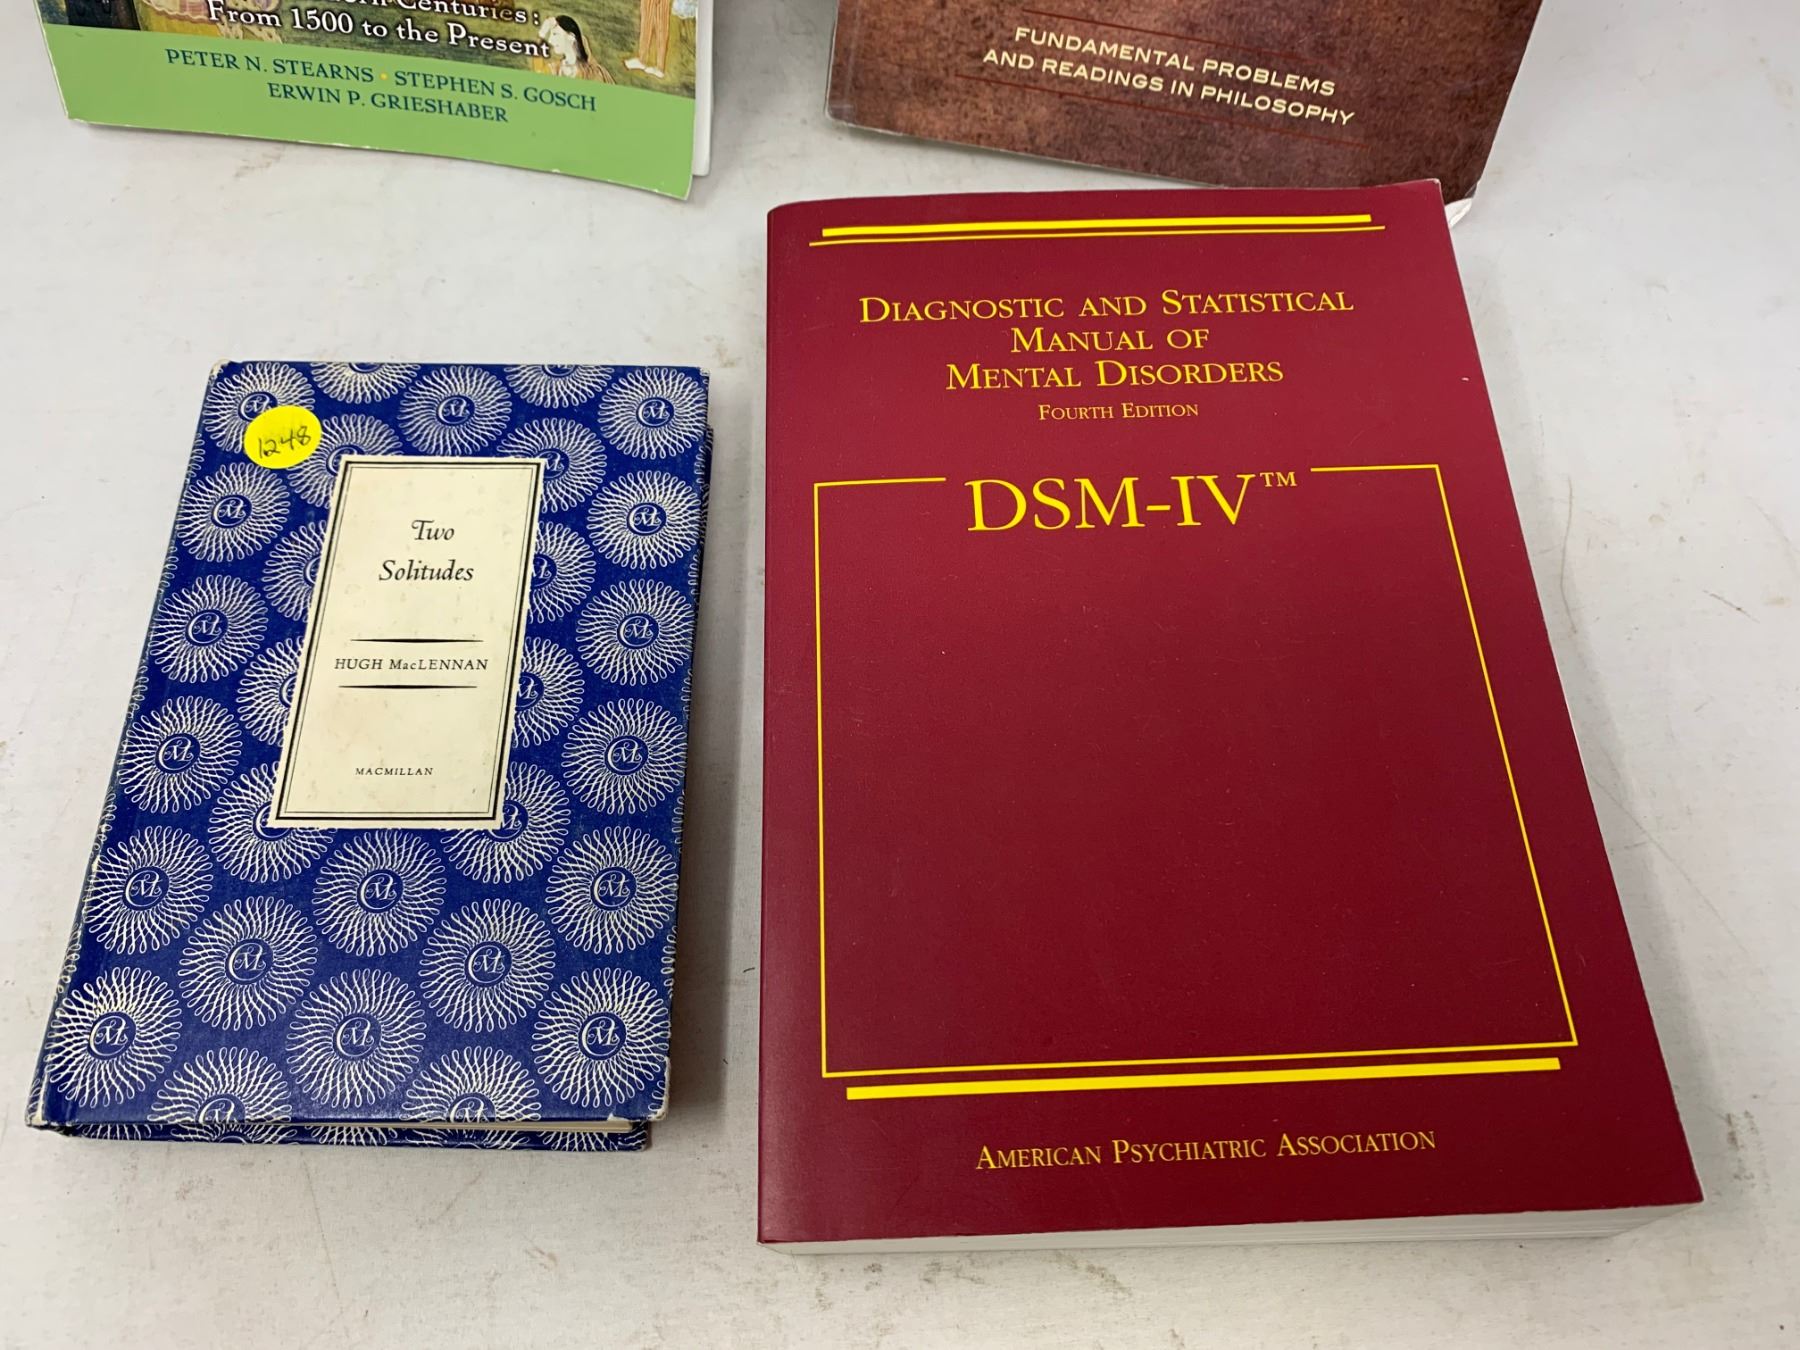 Centuries:
From 1500 to the Present
PETER N. STEARNS • STEPHEN S. GOSCH
ERWIN P. GRIESHABER
FUNDAMENTAL PROBLEMS
AND READINGS IN PHILOSOPHY
1248
Two
Solitudes
HUGH MacLENNAN
MACMILLAN
DIAGNOSTIC AND STATISTICAL
MANUAL OF
MENTAL DISORDERS
FOURTH EDITION
DSM-IV™
AMERICAN PSYCHIATRIC ASSOCIATION